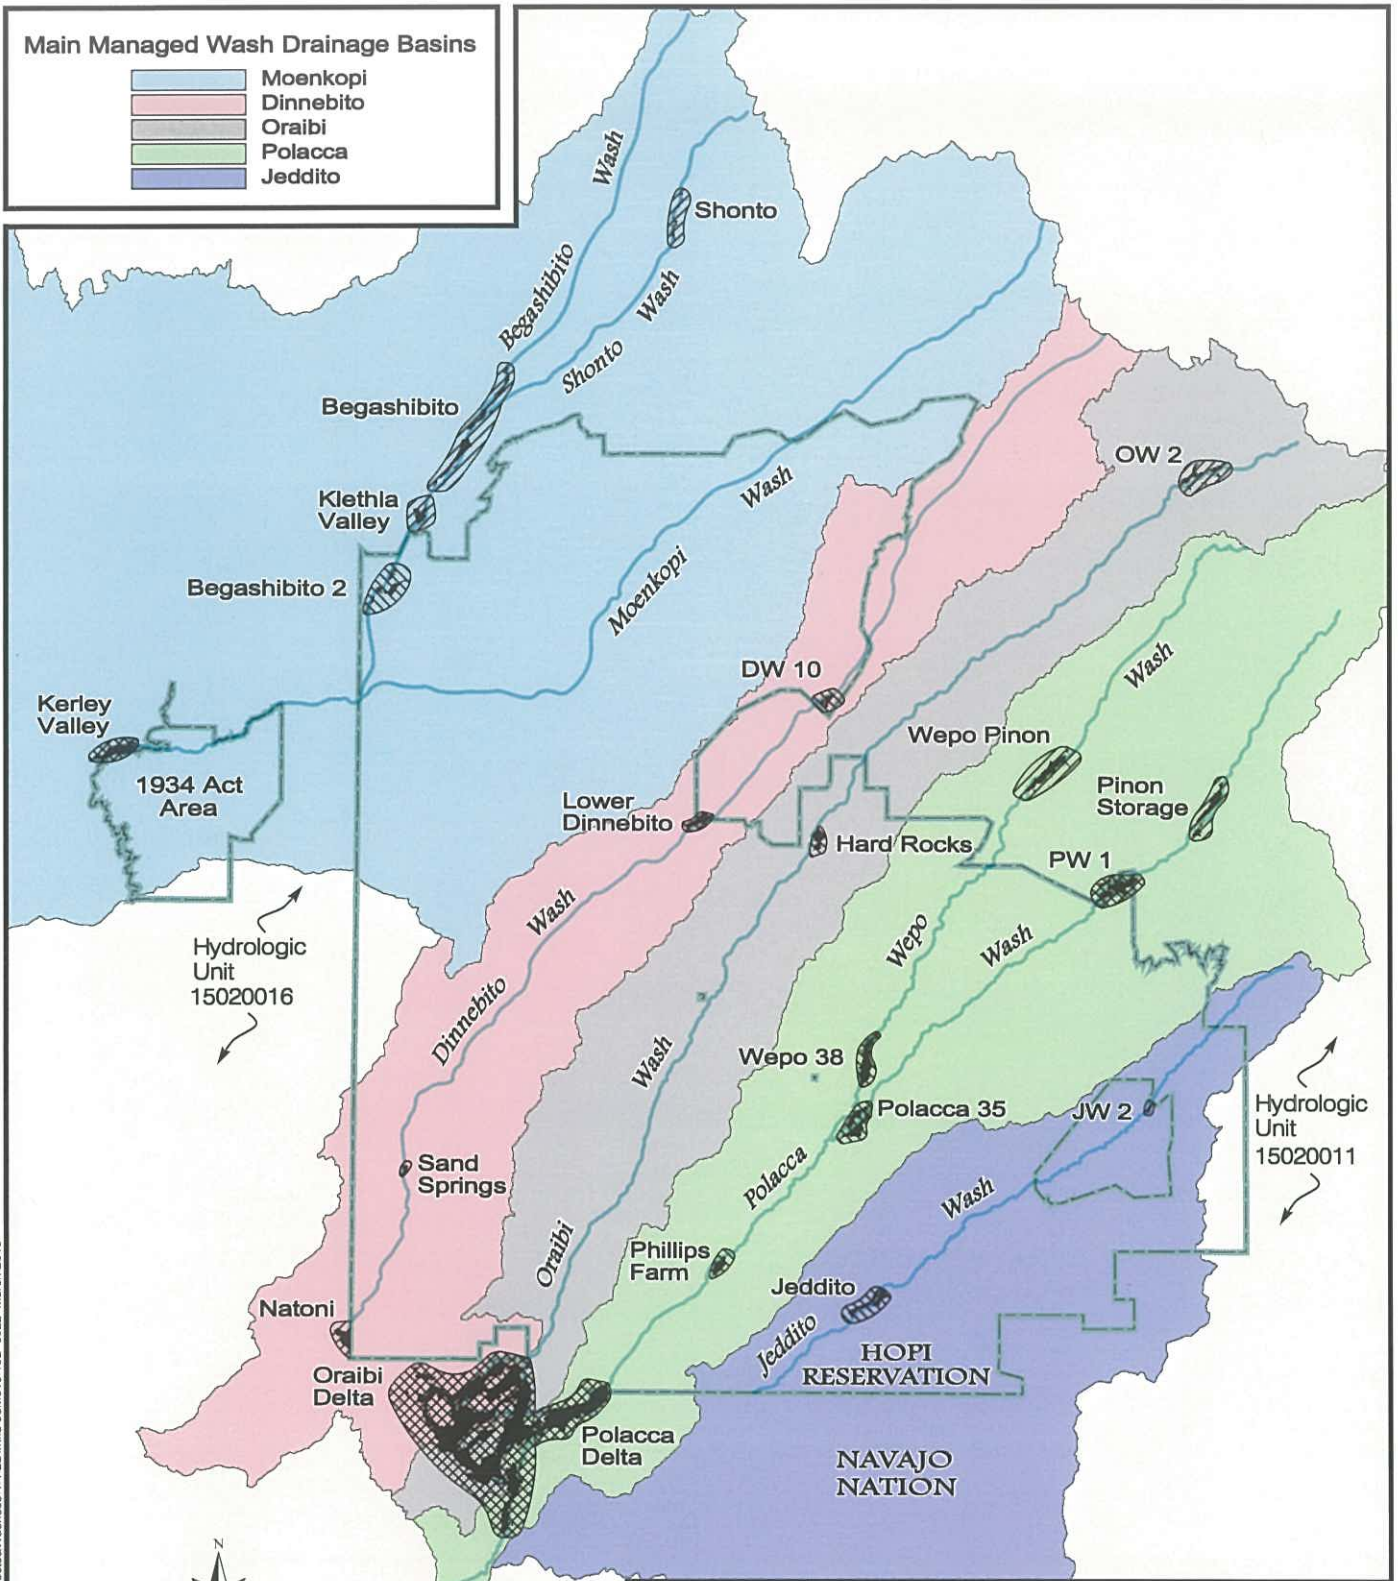 Main Managed Wash Drainage Basins
Moenkopi
Dinnebito
Oraibi
Polacca
Jeddito
Wash
Shonto
Begashibito
Wash
Shonto
Begashibito
OW 2
Wash
Klethla
Valley
Moenkopi
Begashibito 2
Wash
DW 10
Kerley
Valley
Wepo Pinon
1934 Act
Area
Pinon
Storage
Lower
Dinnebito
Hard Rocks
PW 1
Wash
Wepo
Wash
Hydrologic
Unit
15020016
Dinnebito
Wash
Wepo 38
Polacca 35
JW 2
Hydrologic
Unit
15020011
Sand
Springs
Polacca
Wash
Oraibi
Phillips
Farm
Jeddito
Natoni
Jeddito
HOPI
RESERVATION
Oraibi
Delta
Polacca
Delta
NAVAJO
NATION
N